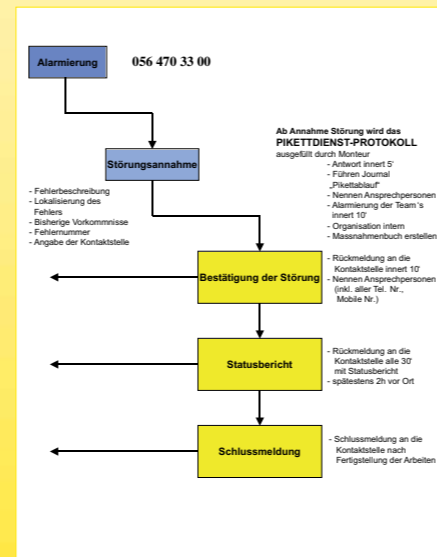 Alarmierung
056 470 33 00
Störungsannahme
Ab Annahme Störung wird das
PIKETTDIENST-PROTOKOLL
ausgefüllt durch Monteur
- Antwort innert 5'
- Führen Journal
„Pikettablauf“
- Nennen Ansprechpersonen
- Alarmierung der Team's
innert 10'
- Organisation intern
- Massnahmenbuch erstellen
- Fehlerbeschreibung
- Lokalisierung des
Fehlers
- Bisherige Vorkommnisse
- Fehlernummer
- Angabe der Kontaktstelle
Bestätigung der Störung
- Rückmeldung an die
Kontaktstelle innert 10'
- Nennen Ansprechpersonen
(inkl. aller Tel. Nr.,
Mobile Nr.)
Statusbericht
- Rückmeldung an die
Kontaktstelle alle 30'
mit Statusbericht
- spätestens 2h vor Ort
Schlussmeldung
- Schlussmeldung an die
Kontaktstelle nach
Fertigstellung der Arbeiten